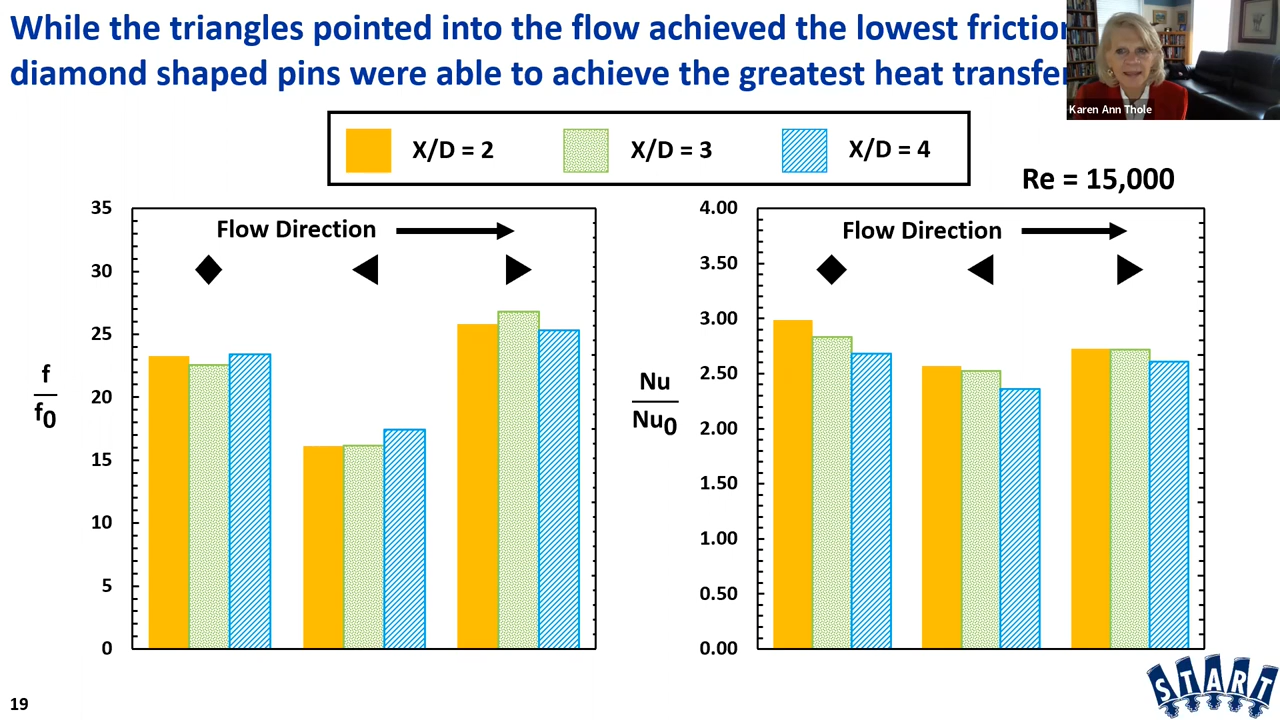 While the triangles pointed into the flow achieved the lowest friction
diamond shaped pins were able to achieve the greatest heat transfer
Karen Ann Thole
X/D = 2
X/D = 3
X/D = 4
Re = 15,000
35
30
25
20
15
10
5
0
Flow Direction
f
f0
4.00
3.50
3.00
2.50
2.00
1.50
1.00
0.50
0.00
Flow Direction
Nu
Nu0
19
START